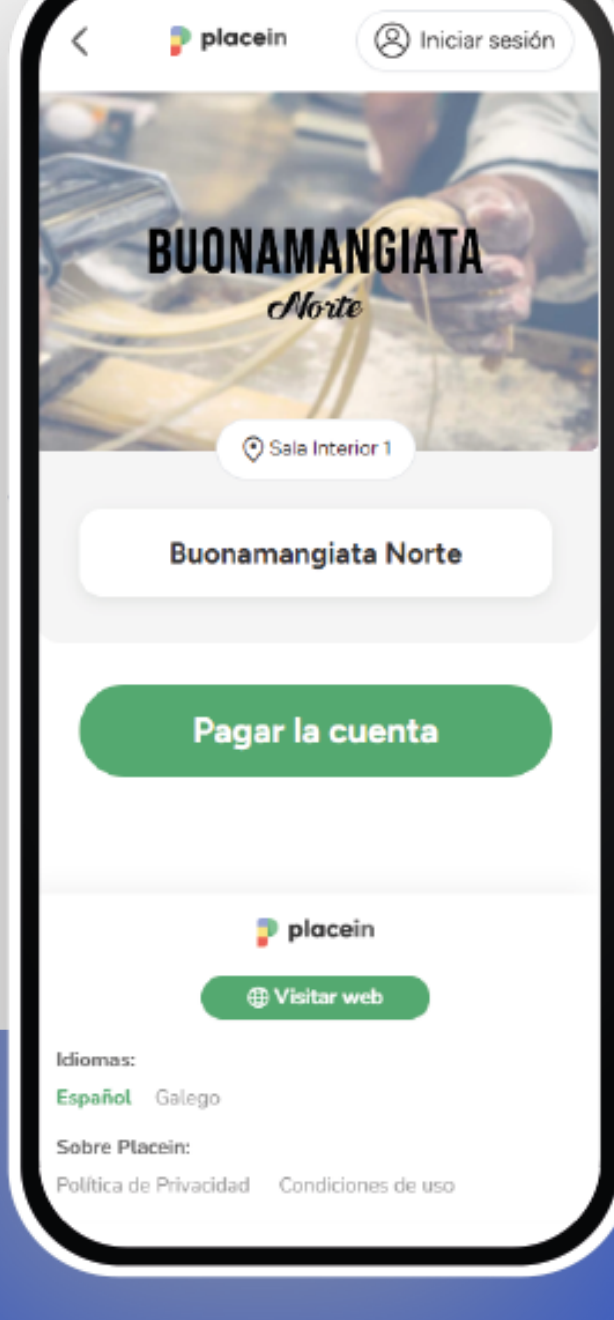 placein
Iniciar sesión
BUONAMANGIATA
Norte
Sala Interior 1
Buonamangiata Norte
Pagar la cuenta
placein
Visitar web
Idiomas:
Español Galego
Sobre Placein:
Política de Privacidad Condiciones de uso